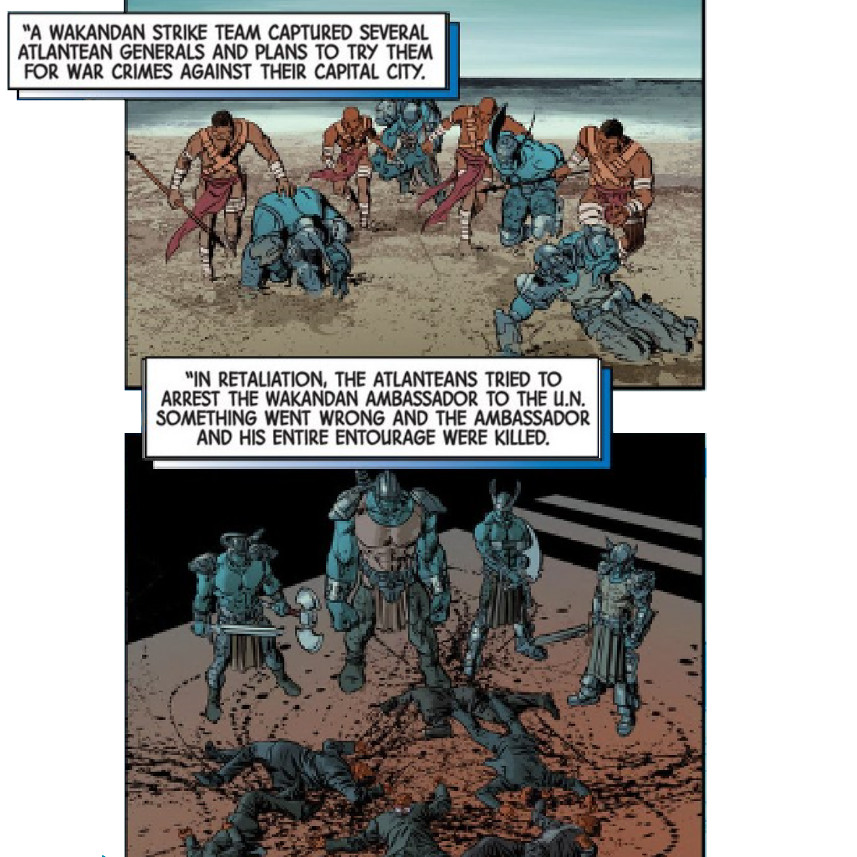 "A WAKANDAN STRIKE TEAM CAPTURED SEVERAL
ATLANTEAN GENERALS AND PLANS TO TRY THEM
FOR WAR CRIMES AGAINST THEIR CAPITAL CITY.
"IN RETALIATION, THE ATLANTEANS TRIED TO
ARREST THE WAKANDAN AMBASSADOR TO THE U.N.
SOMETHING WENT WRONG AND THE AMBASSADOR
AND HIS ENTIRE ENTOURAGE WERE KILLED.